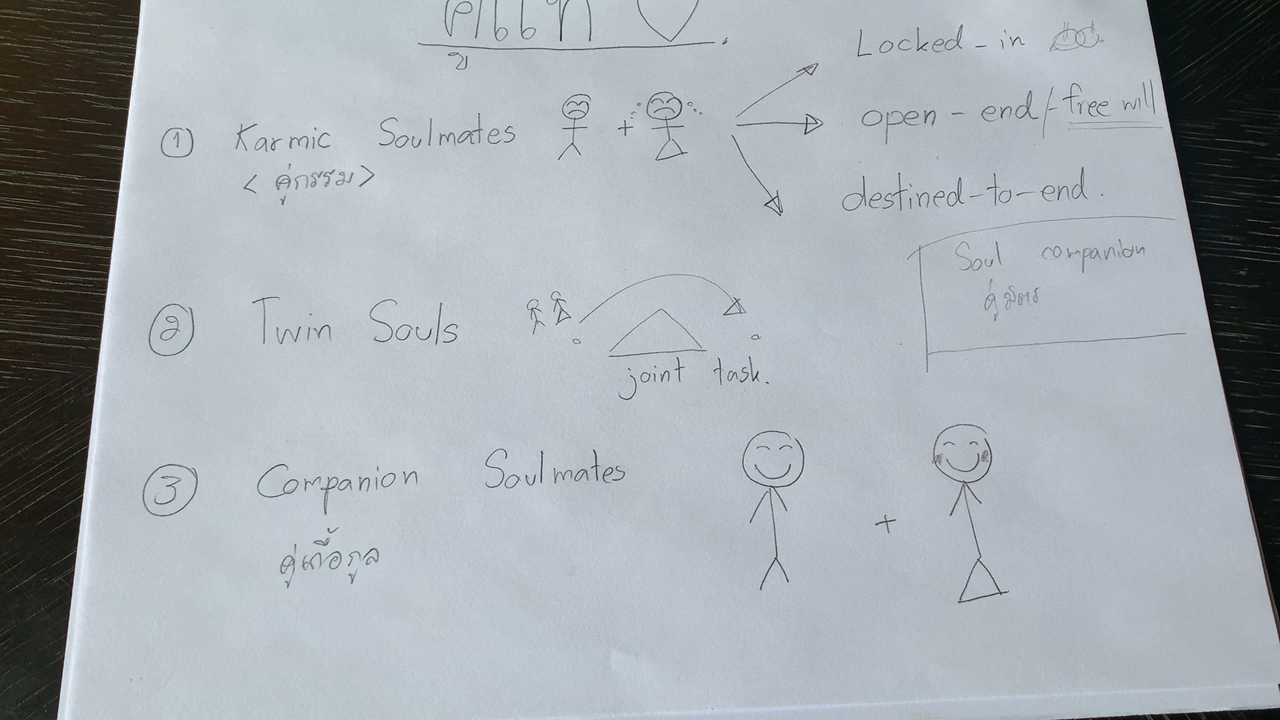 Locked-in
① Karmic Soulmates
<คู่กรรม>
open-end/free will
destined-to-end.
Soul companion
คู่มิตร
② Twin Souls
joint task.
③ Companion Soulmates
คู่เกื้อกูล